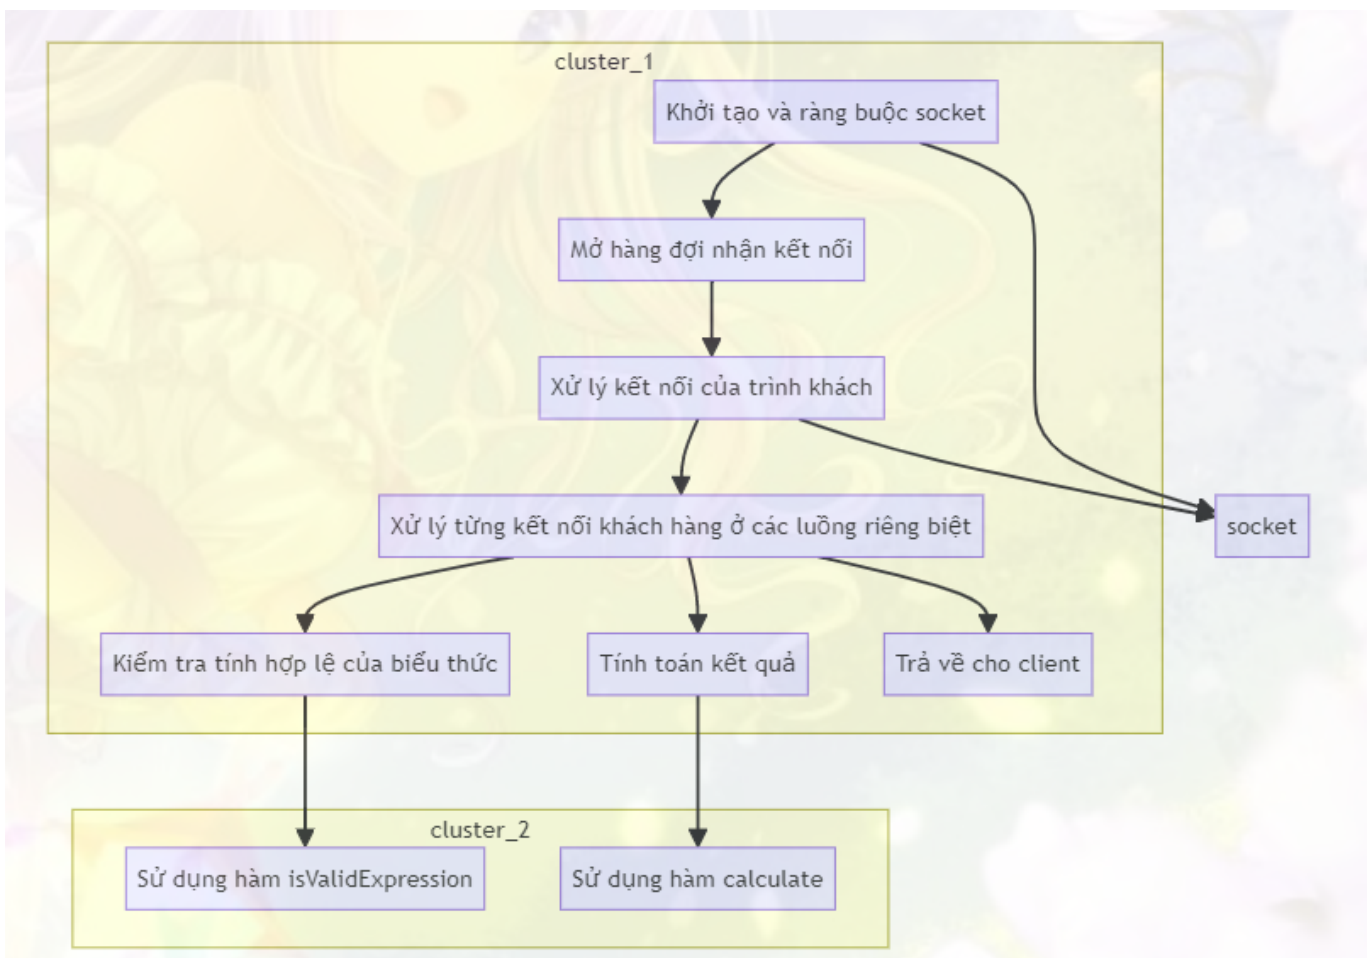 cluster_1
Khởi tạo và ràng buộc socket
Mở hàng đợi nhận kết nối
Xử lý kết nối của trình khách
Xử lý từng kết nối khách hàng ở các luồng riêng biệt
socket
Kiểm tra tính hợp lệ của biểu thức
Tính toán kết quả
Trả về cho client
cluster_2
Sử dụng hàm isValidExpression
Sử dụng hàm calculate